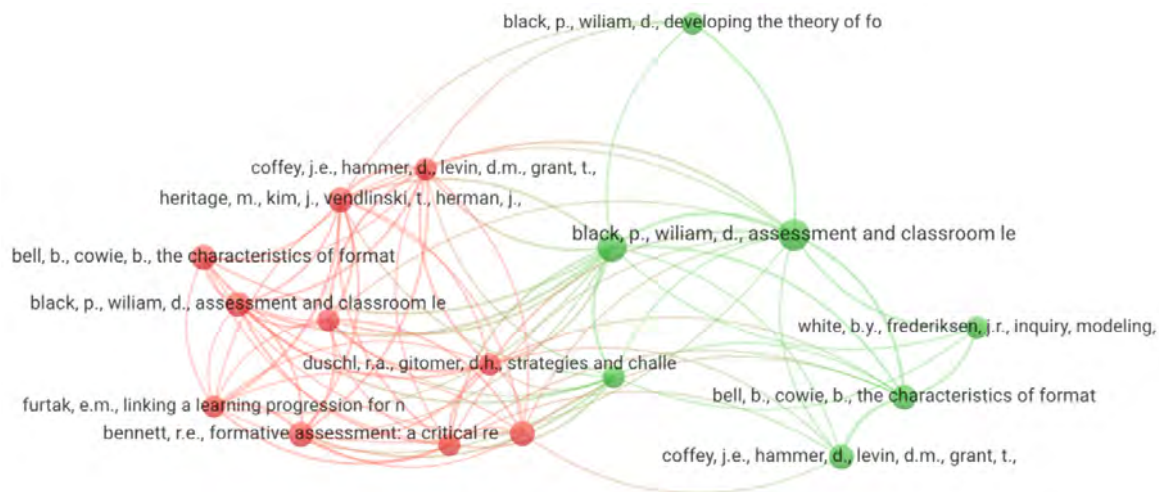 black, p., wiliam, d., developing the theory of fo
coffey, j.e., hammer, d., levin, d.m., grant, t.,
heritage, m., kim, j., vendlinski, t., herman, j.,
black, p., wiliam, d., assessment and classroom le
bell, b., cowie, b., the characteristics of format
black, p., wiliam, d., assessment and classroom le
white, b.y., frederiksen, j.r., inquiry, modeling,
duschl, r.a., gitomer, d.h., strategies and challe
bell, b., cowie, b., the characteristics of format
furtak, e.m., linking a learning progression for n
bennett, r.e., formative assessment: a critical re
coffey, j.e., hammer, d., levin, d.m., grant, t.,